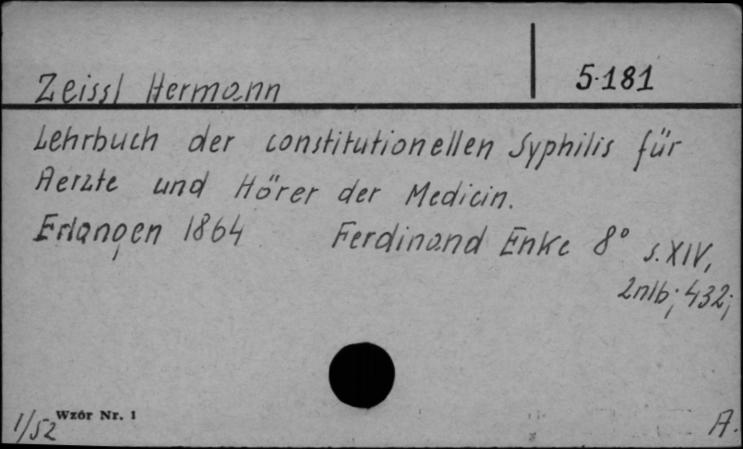 Zeissl Hermann 5.181
Lehrbuch der constitutionellen Syphilis für
Aerzte und Hörer der Medicin.
Erlangen 1864 Ferdinand Enke 8° s. XIV,
2nlb; 432;
Wzór Nr. 1
1/52 A.